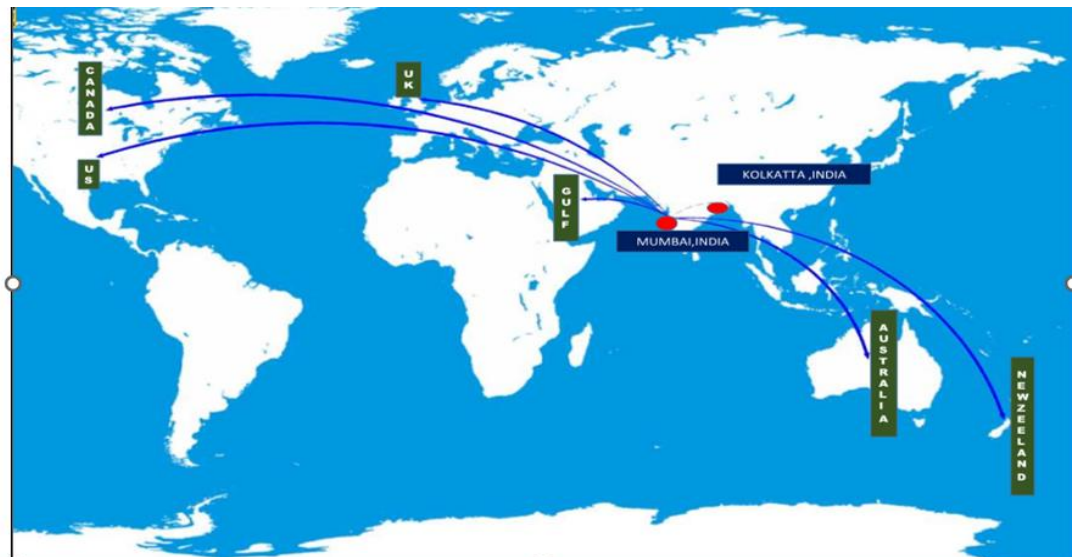 CANADA
UK
US
GULF
KOLKATTA ,INDIA
MUMBAI,INDIA
AUSTRALIA
NEWZEELAND